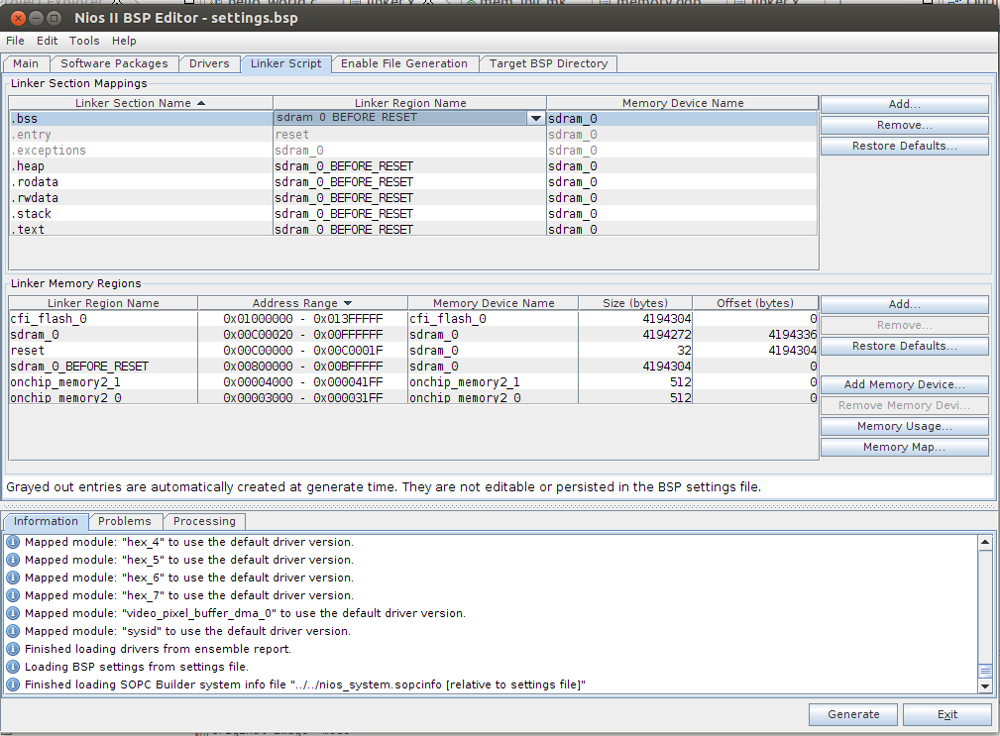 Nios II BSP Editor - settings.bsp
File Edit Tools Help
Main Software Packages Drivers Linker Script Enable File Generation Target BSP Directory
Linker Section Mappings
Linker Section Name Linker Region Name Memory Device Name Add...
.bss sdram_0_BEFORE_RESET sdram_0
.entry reset sdram_0 Remove...
.exceptions sdram_0 sdram_0 Restore Defaults...
.heap sdram_0_BEFORE_RESET sdram_0
.rodata sdram_0_BEFORE_RESET sdram_0
.rwdata sdram_0_BEFORE_RESET sdram_0
.stack sdram_0_BEFORE_RESET sdram_0
.text sdram_0_BEFORE_RESET sdram_0
Linker Memory Regions
Linker Region Name Address Range Memory Device Name Size (bytes) Offset (bytes) Add...
cfi_flash_0 0x01000000 - 0x013FFFFF cfi_flash_0 4194304 0
sdram_0 0x00C00020 - 0x00FFFFFF sdram_0 4194272 4194336 Remove...
reset 0x00C00000 - 0x00C0001F sdram_0 32 4194304 Restore Defaults...
sdram_0_BEFORE_RESET 0x00800000 - 0x00BFFFFF sdram_0 4194304 0
onchip_memory2_1 0x00004000 - 0x000041FF onchip_memory2_1 512 0 Add Memory Device...
onchip_memory2_0 0x00003000 - 0x000031FF onchip_memory2_0 512 0 Remove Memory Devi...
Memory Usage...
Memory Map...
Grayed out entries are automatically created at generate time. They are not editable or persisted in the BSP settings file.
Information Problems Processing
Mapped module: "hex_4" to use the default driver version.
Mapped module: "hex_5" to use the default driver version.
Mapped module: "hex_6" to use the default driver version.
Mapped module: "hex_7" to use the default driver version.
Mapped module: "video_pixel_buffer_dma_0" to use the default driver version.
Mapped module: "sysid" to use the default driver version.
Finished loading drivers from ensemble report.
Loading BSP settings from settings file.
Finished loading SOPC Builder system info file "../../nios_system.sopcinfo [relative to settings file]"
Generate Exit